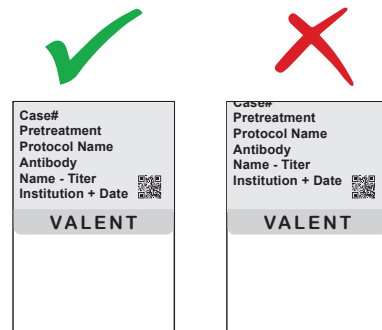 Case#
Pretreatment
Protocol Name
Antibody
Name - Titer
Institution + Date
VALENT
Case#
Pretreatment
Protocol Name
Antibody
Name - Titer
Institution + Date
VALENT